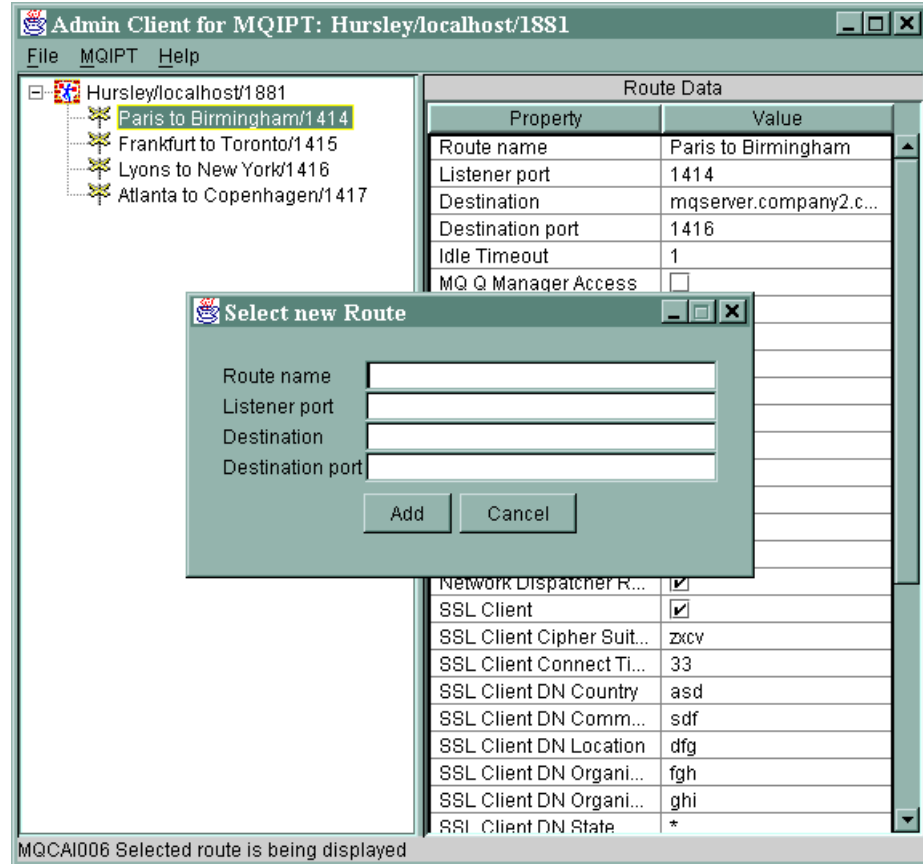 Admin Client for MQIPT: Hursley/localhost/1881
File MQIPT Help
Hursley/localhost/1881
Paris to Birmingham/1414
Frankfurt to Toronto/1415
Lyons to New York/1416
Atlanta to Copenhagen/1417
Route Data
Property Value
Route name Paris to Birmingham
Listener port 1414
Destination mqserver.company2.c...
Destination port 1416
Idle Timeout 1
MQ Q Manager Access
Select new Route
Route name
Listener port
Destination
Destination port
Add Cancel
Network Dispatcher R...
SSL Client
SSL Client Cipher Suit... zxcv
SSL Client Connect Ti... 33
SSL Client DN Country asd
SSL Client DN Comm... sdf
SSL Client DN Location dfg
SSL Client DN Organi... fgh
SSL Client DN Organi... ghi
SSL Client DN State *
MQCAI006 Selected route is being displayed